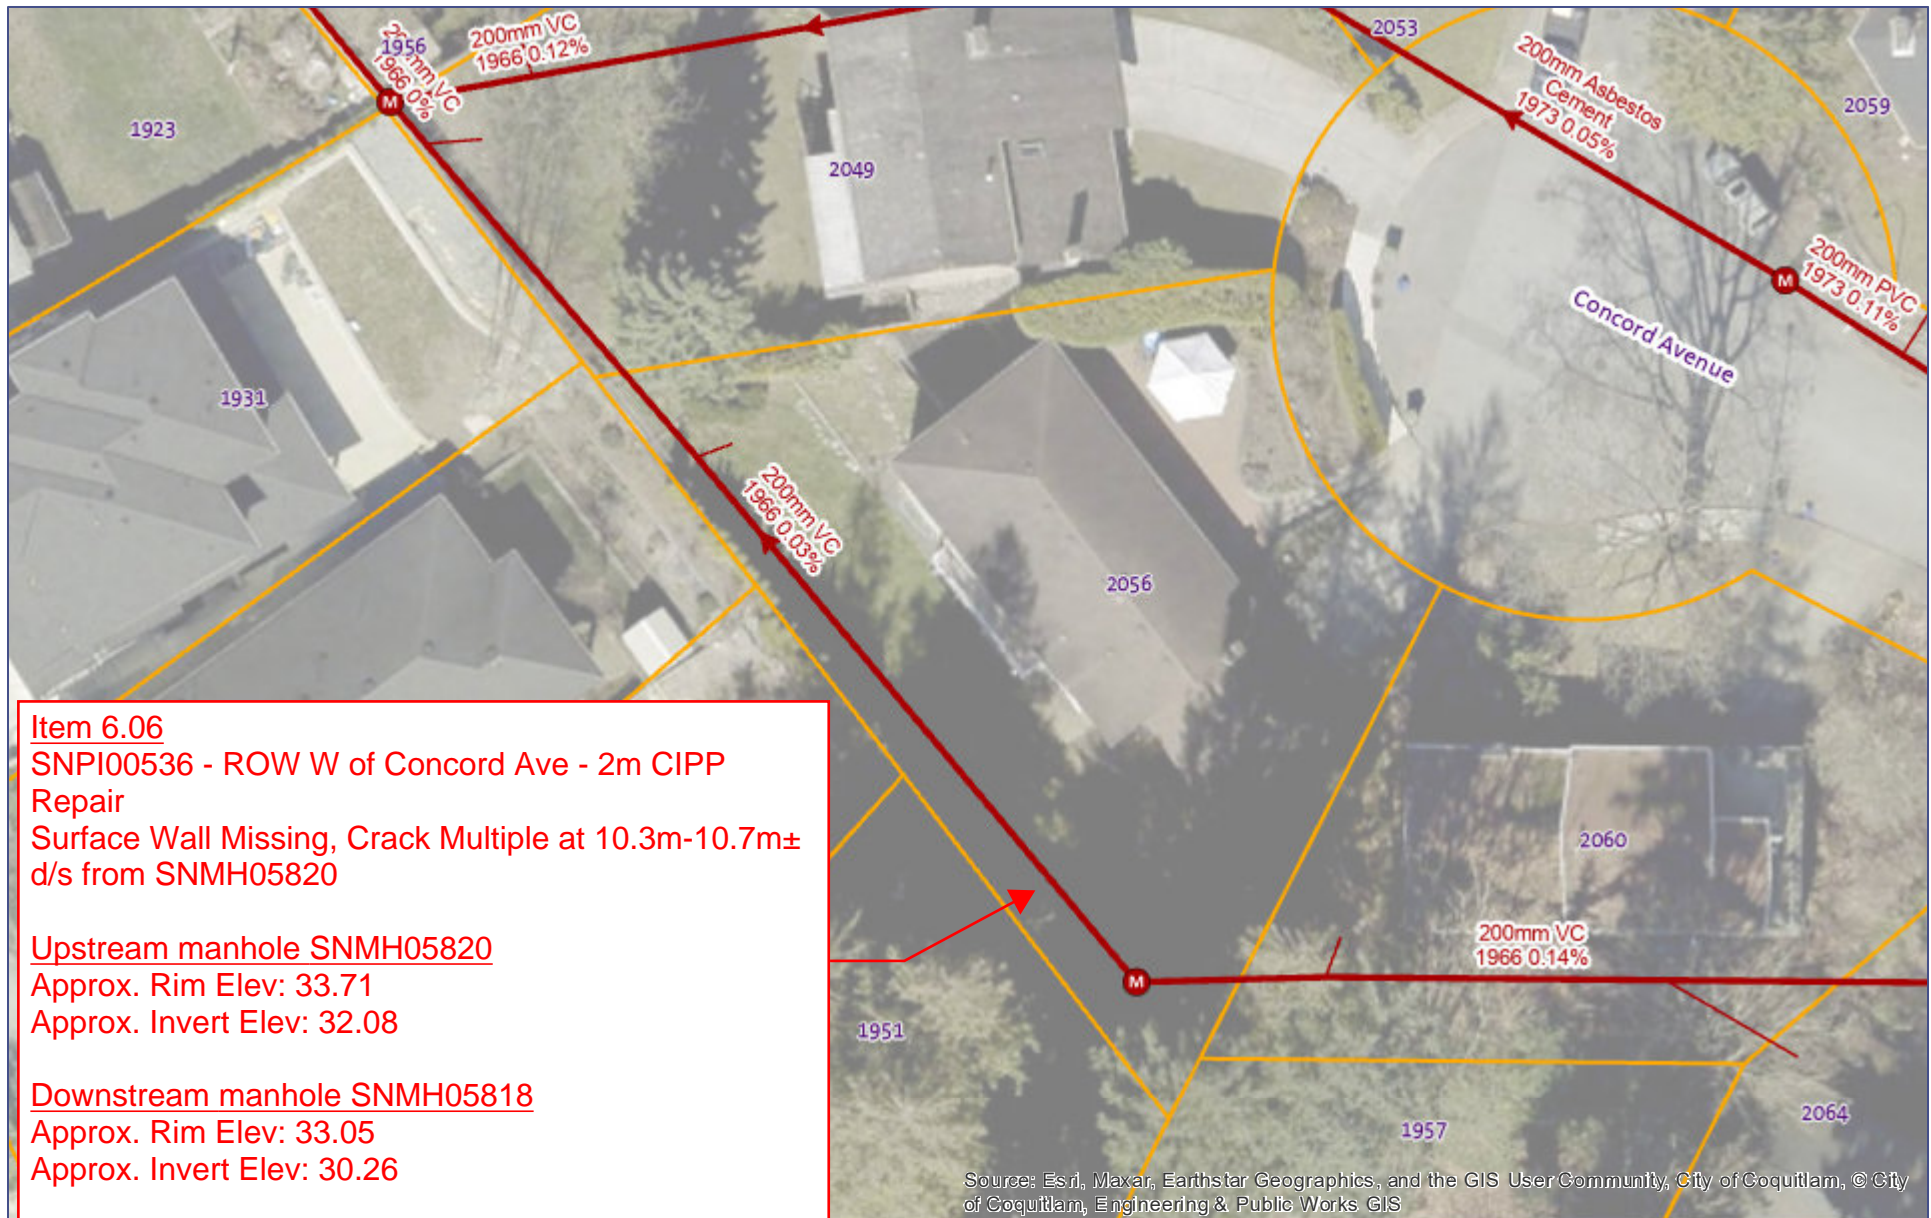 200mm VC
1966 0%
1956
200mm VC
1966 0.12%
2053
200mm Asbestos
Cement
1973 0.05%
2059
1923
2049
200mm PVC
1973 0.11%
Concord Avenue
1931
200mm VC
1966 0.03%
2056
Item 6.06
SNPI00536 - ROW W of Concord Ave - 2m CIPP
Repair
Surface Wall Missing, Crack Multiple at 10.3m-10.7m±
d/s from SNMH05820
Upstream manhole SNMH05820
Approx. Rim Elev: 33.71
Approx. Invert Elev: 32.08
Downstream manhole SNMH05818
Approx. Rim Elev: 33.05
Approx. Invert Elev: 30.26
2060
200mm VC
1966 0.14%
M
M
M
1951
1957
2064
Source: Esri, Maxar, Earthstar Geographics, and the GIS User Community, City of Coquitlam, © City
of Coquitlam, Engineering & Public Works GIS